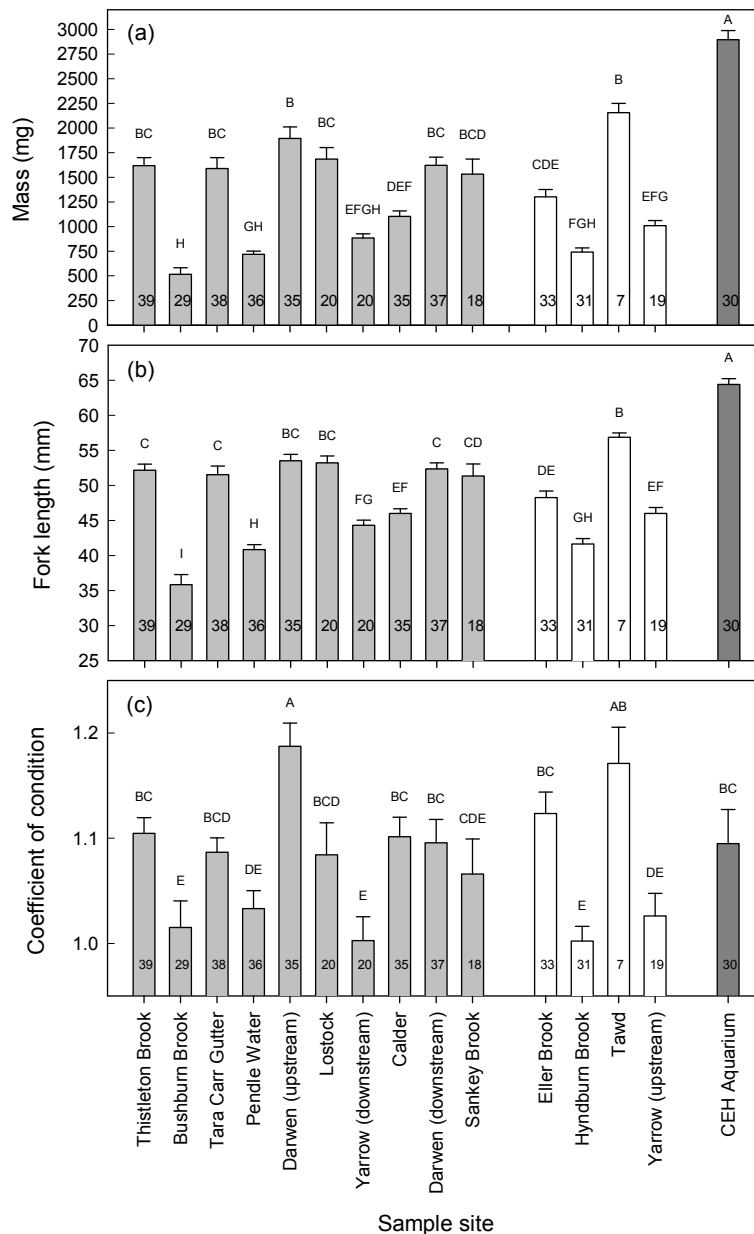 (a)
Mass (mg)
3000
2750
2500
2250
2000
1750
1500
1250
1000
750
500
250
0
BC H BC GH B BC EFGH DEF BC BCD CDE FGH B EFG A
39 29 38 36 35 20 20 35 37 18 33 31 7 19 30
(b)
Fork length (mm)
70
65
60
55
50
45
40
35
30
25
C I C H BC BC FG EF C CD DE GH B EF A
39 29 38 36 35 20 20 35 37 18 33 31 7 19 30
(c)
Coefficient of condition
1.2
1.1
1.0
BC E BCD DE A BCD E BC BC CDE BC E AB DE BC
39 29 38 36 35 20 20 35 37 18 33 31 7 19 30
Thistleton Brook
Bushburn Brook
Tara Carr Gutter
Pendle Water
Darwen (upstream)
Lostock
Yarrow (downstream)
Calder
Darwen (downstream)
Sankey Brook
Eller Brook
Hyndburn Brook
Tawd
Yarrow (upstream)
CEH Aquarium
Sample site